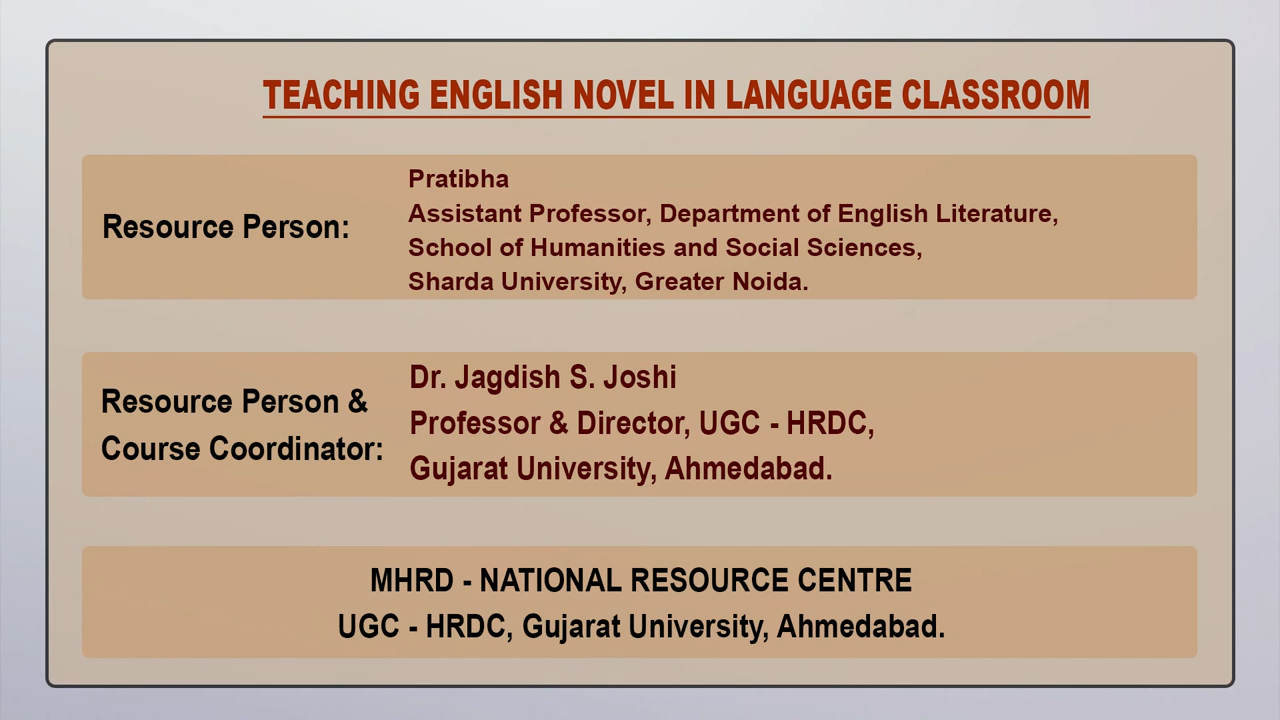 TEACHING ENGLISH NOVEL IN LANGUAGE CLASSROOM
Resource Person:
Pratibha
Assistant Professor, Department of English Literature,
School of Humanities and Social Sciences,
Sharda University, Greater Noida.
Resource Person &
Course Coordinator:
Dr. Jagdish S. Joshi
Professor & Director, UGC - HRDC,
Gujarat University, Ahmedabad.
MHRD - NATIONAL RESOURCE CENTRE
UGC - HRDC, Gujarat University, Ahmedabad.